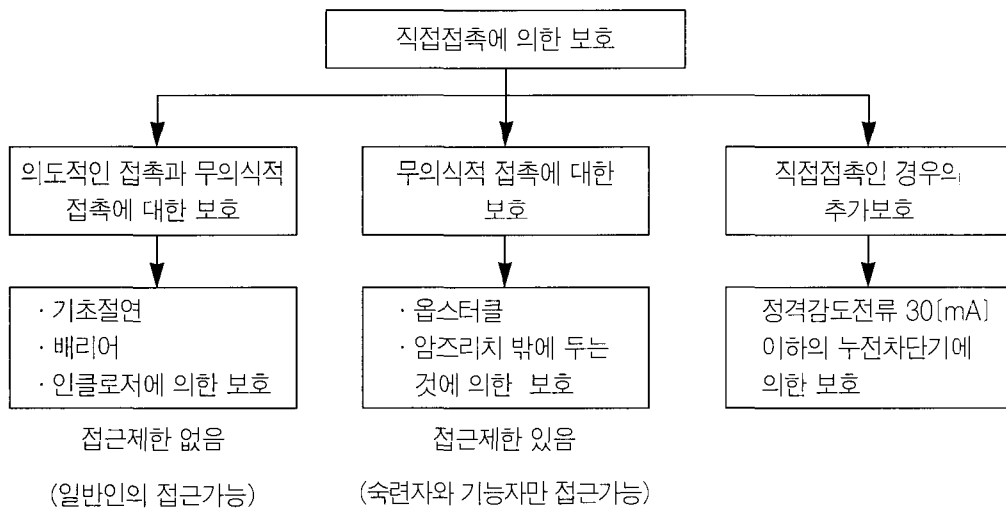 직접접촉에 의한 보호
의도적인 접촉과 무의식적
접촉에 대한 보호
무의식적 접촉에 대한
보호
직접접촉인 경우의
추가보호
· 기초절연
· 배리어
· 인클로저에 의한 보호
· 옵스터클
· 암즈리치 밖에 두는
것에 의한 보호
정격감도전류 30[mA]
이하의 누전차단기에
의한 보호
접근제한 없음
(일반인의 접근가능)
접근제한 있음
(숙련자와 기능자만 접근가능)